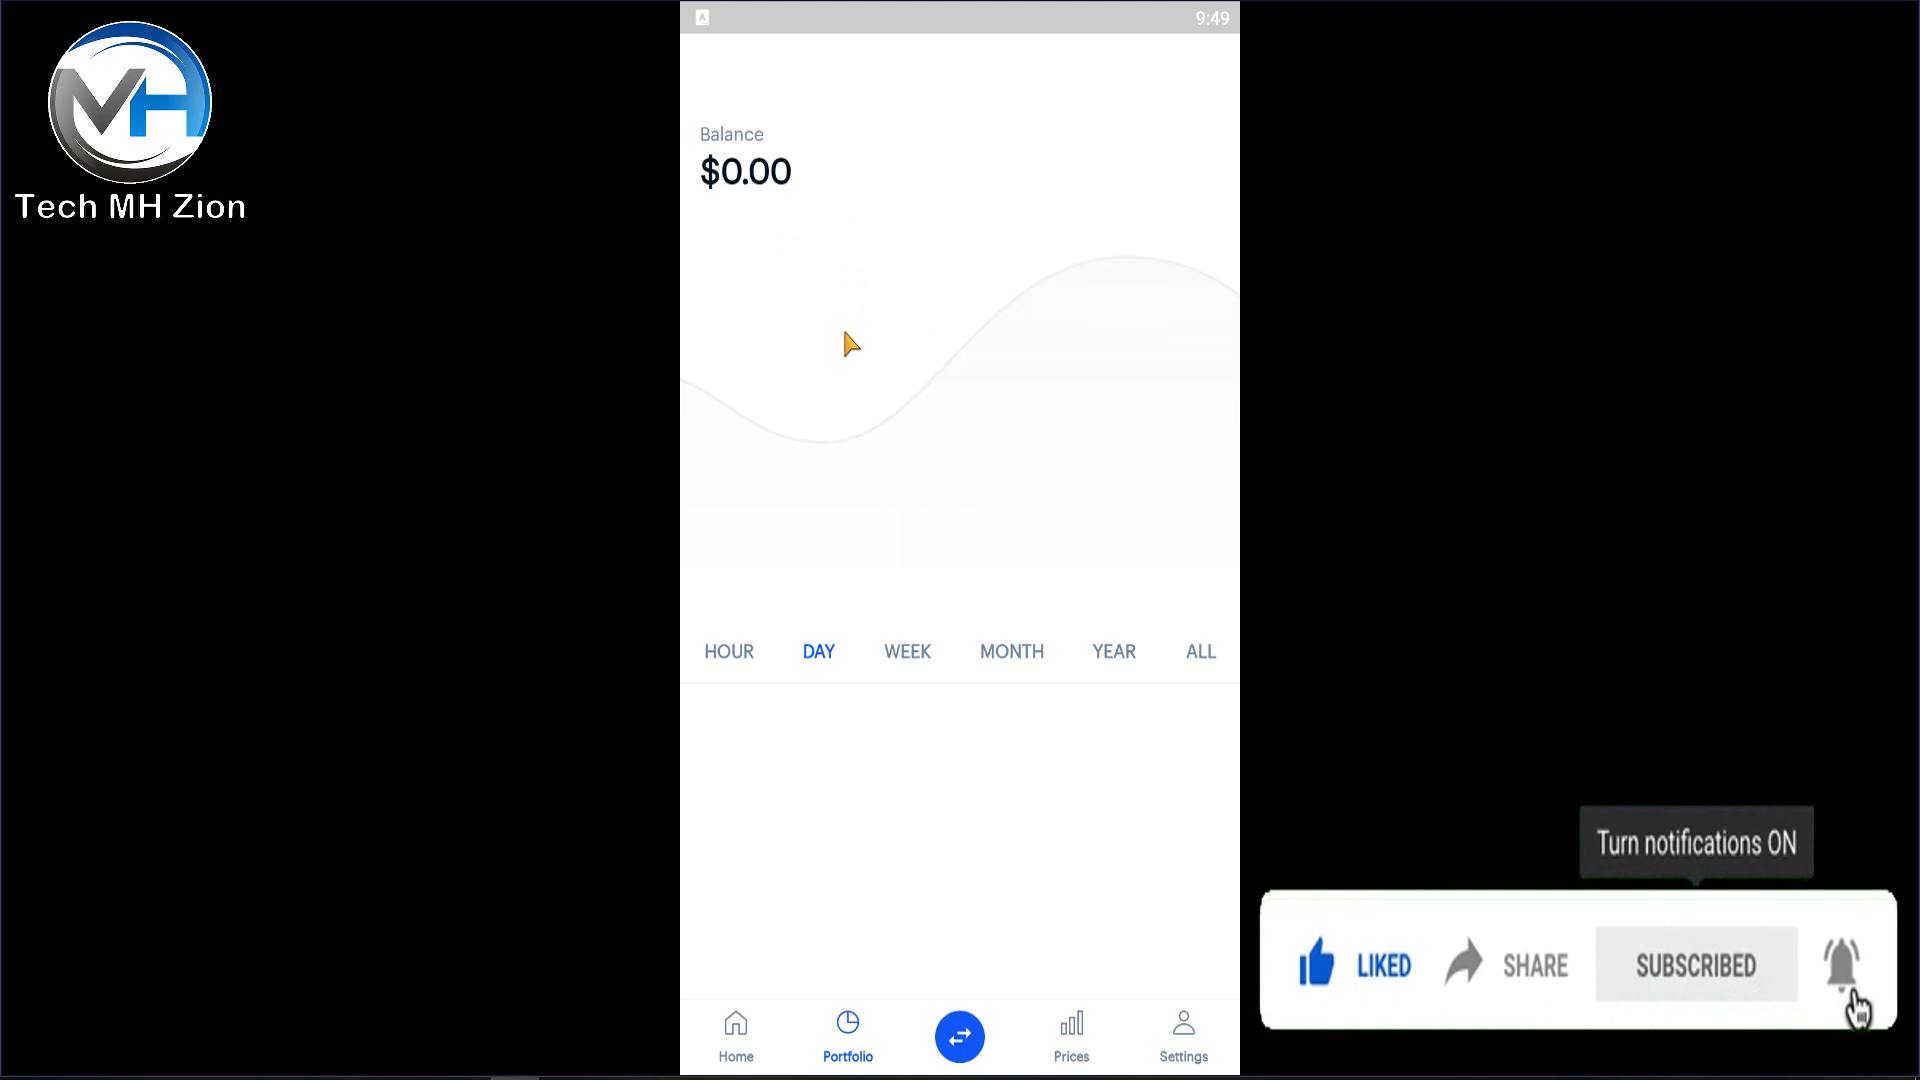 A
9:49
MH
Tech MH Zion
Balance
$0.00
HOUR DAY WEEK MONTH YEAR ALL
Turn notifications ON
LIKED SHARE SUBSCRIBED
Home Portfolio Prices Settings